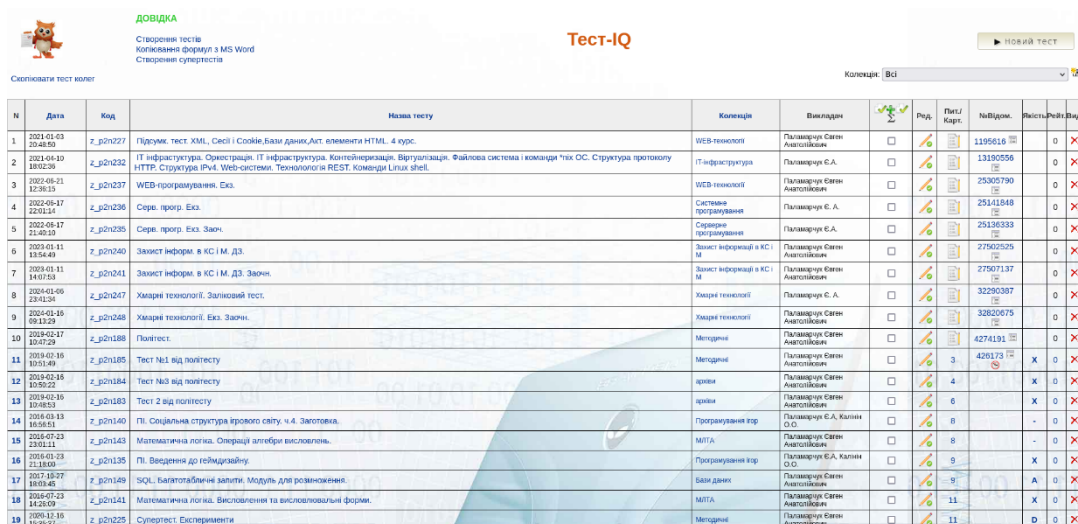 ДОВІДКА
Створення тестів
Копіювання формул з MS Word
Створення супертестів
Скопіювати тест колег
Тест-IQ
► Новий тест
Колекція: Всі
N Дата Код Назва тесту Колекція Викладач Σ Ред. Пит./Карт. №Відом. Якість Рейт. Вид
1 2021-01-03 20:48:50 z_p2n227 Підсумк. тест. XML, Сесії і Cookie,Бази даних,Акт. елементи HTML. 4 курс. WEB-технології Паламарчук Євген Анатолійович 1195616 0
2 2021-04-10 18:02:36 z_p2n232 ІТ інфрастуктура. Оркестрація. ІТ інфраструктура. Контейнеризація. Віртуалізація. Файлова система і команди *nix ОС. Структура протоколу HTTP. Структура IPv4. Web-системи. Технологогія REST. Команди Linux shell. ІТ-інфраструктура Паламарчук Є.А. 13190556 0
3 2022-06-21 12:36:15 z_p2n237 WEB-програмування. Екз. WEB-технології Паламарчук Євген Анатолійович 25305790 0
4 2022-06-17 22:01:14 z_p2n236 Серв. прогр. Екз. Системне програмування Паламарчук Є. А. 25141848 0
5 2022-06-17 21:40:10 z_p2n235 Серв. прогр. Екз. Заоч. Серверне програмування Паламарчук Є.А. 25136333 0
6 2023-01-11 13:54:49 z_p2n240 Захист інформ. в КС і М. ДЗ. Захист інформації в КС і М Паламарчук Євген Анатолійович 27502525 0
7 2023-01-11 14:07:53 z_p2n241 Захист інформ. в КС і М. ДЗ. Заочн. Захист інформації в КС і М Паламарчук Євген Анатолійович 27507137 0
8 2024-01-06 23:41:34 z_p2n247 Хмарні технології. Заліковий тест. Хмарні технології Паламарчук Є. А. 32290387 0
9 2024-01-16 09:13:29 z_p2n248 Хмарні технології. Екз. Заочн. Хмарні технології Паламарчук Євген Анатолійович 32820675 0
10 2019-02-17 10:47:29 z_p2n188 Політест. Методичні Паламарчук Євген Анатолійович 4274191 0
11 2019-02-16 10:51:49 z_p2n185 Тест №1 від політесту Методичні Паламарчук Євген Анатолійович 3 426173 X 0
12 2019-02-16 10:50:22 z_p2n184 Тест №3 від політесту архіви Паламарчук Євген Анатолійович 4 X 0
13 2019-02-16 10:48:53 z_p2n183 Тест 2 від политесту архіви Паламарчук Євген Анатолійович 6 X 0
14 2016-03-13 16:56:51 z_p2n140 ПІ. Соціальна структура ігрового світу. ч.4. Заготовка. Програмування ігор Паламарчук Є.А, Калінін О.О. 8 - 0
15 2016-07-23 23:01:11 z_p2n143 Математична логіка. Операції алгебри висловлень. МЛТА Паламарчук Євген Анатолійович 8 - 0
16 2016-01-23 21:18:00 z_p2n135 ПІ. Введення до геймдизайну. Програмування ігор Паламарчук Є.А, Калінін О.О. 9 X 0
17 2017-10-27 18:03:45 z_p2n149 SQL. Багатотабличні запити. Модуль для розмноження. Бази даних Паламарчук Євген Анатолійович 9 A 0
18 2016-07-23 14:26:09 z_p2n141 Математична логіка. Висловлення та висловлювальні форми. МЛТА Паламарчук Євген Анатолійович 11 X 0
19 2020-12-16 z_p2n225 Супертест. Експерименти Методичні Паламарчук Євген 11 D 0